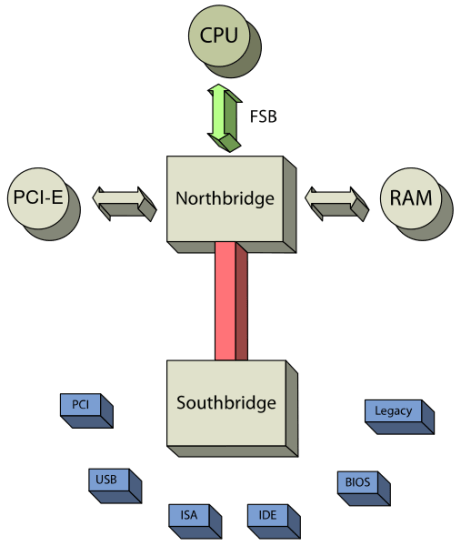 CPU
FSB
PCI-E
Northbridge
RAM
Southbridge
PCI
Legacy
USB
BIOS
ISA
IDE